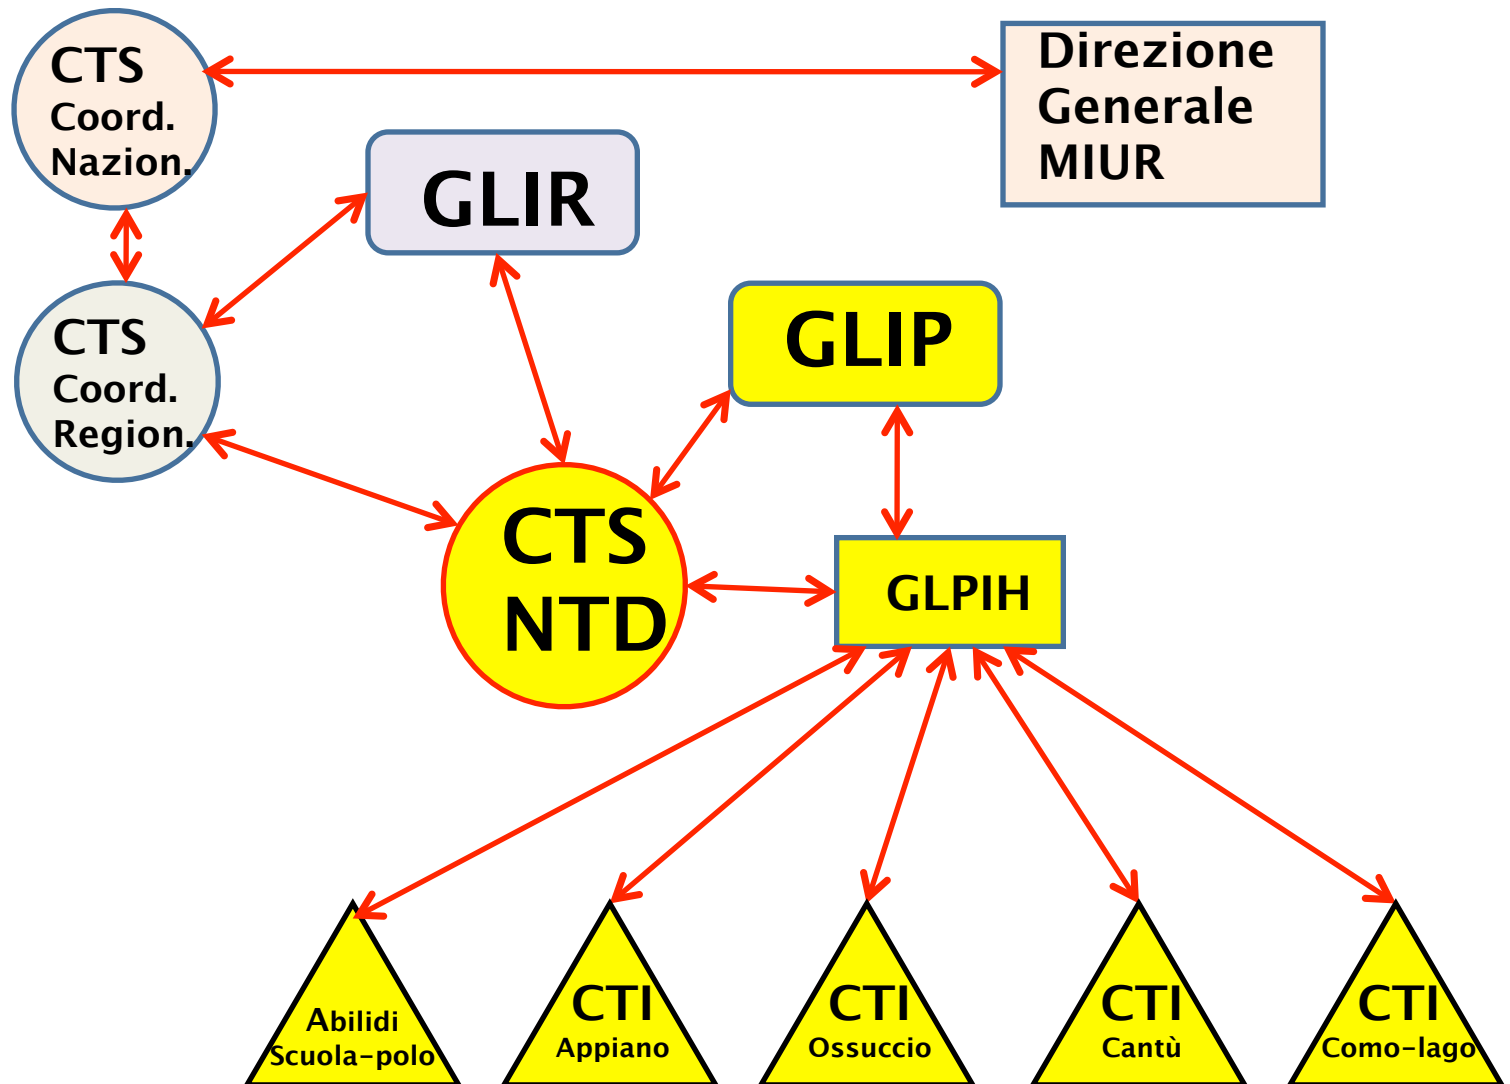 CTS
Coord.
Nazion.
Direzione
Generale
MIUR
GLIR
CTS
Coord.
Region.
GLIP
CTS
NTD
GLPIH
Abilidi
Scuola-polo
CTI
Appiano
CTI
Ossuccio
CTI
Cantù
CTI
Como-lago